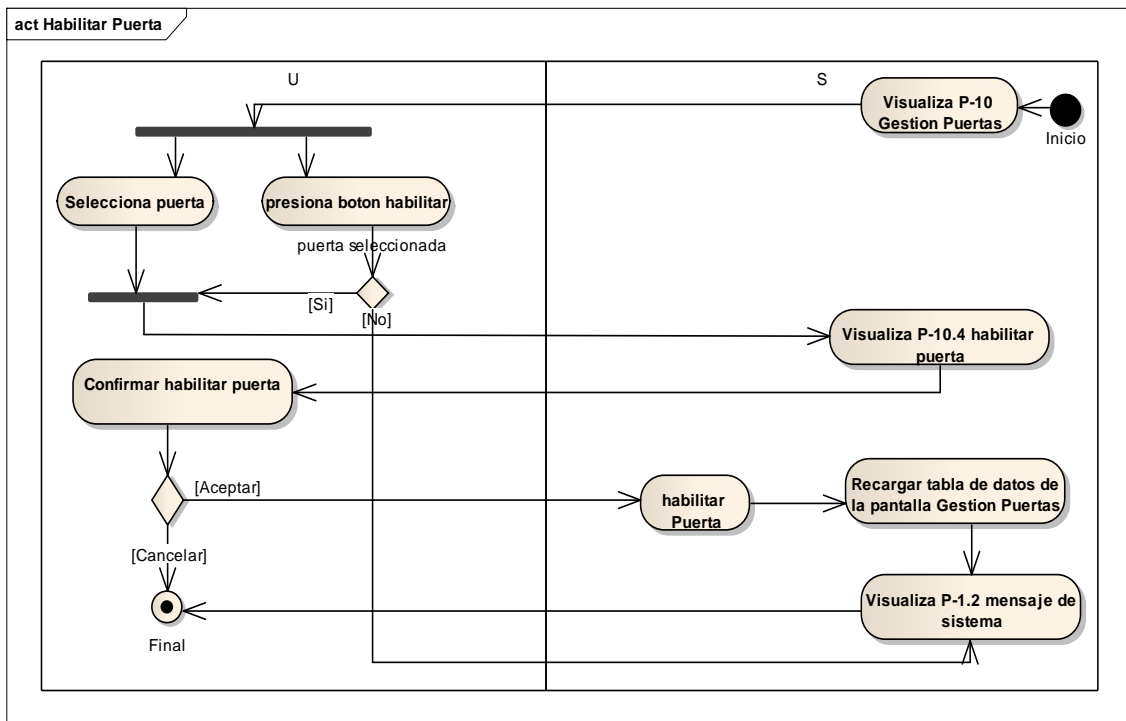 act Habilitar Puerta
U
S
Visualiza P-10
Gestion Puertas
Inicio
Selecciona puerta
presiona boton habilitar
puerta seleccionada
[Si]
[No]
Visualiza P-10.4 habilitar
puerta
Confirmar habilitar puerta
[Aceptar]
habilitar
Puerta
Recargar tabla de datos de
la pantalla Gestion Puertas
[Cancelar]
Visualiza P-1.2 mensaje de
sistema
Final